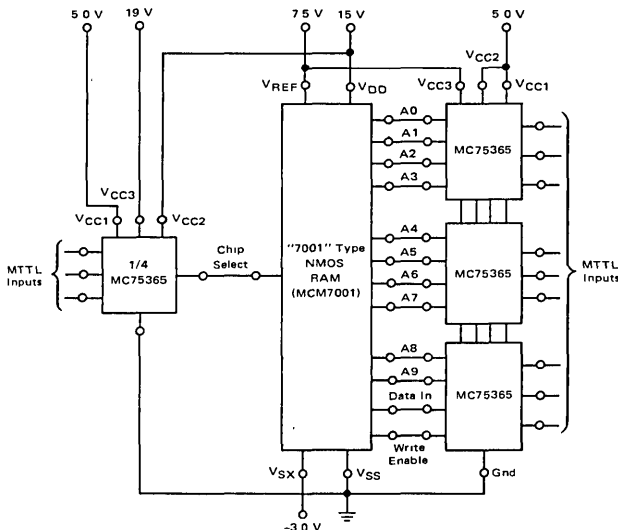 5 0 V
19 V
7 5 V
15 V
5 0 V
VREF
VDD
VCC3
VCC2
VCC1
A0
A1
A2
A3
MC75365
VCC3
VCC1
VCC2
MTTL
Inputs
1/4
MC75365
Chip
Select
"7001" Type
NMOS
RAM
(MCM7001)
A4
A5
A6
A7
MC75365
MTTL
Inputs
A8
A9
Data In
Write
Enable
MC75365
VSX
VSS
Gnd
-3 0 V